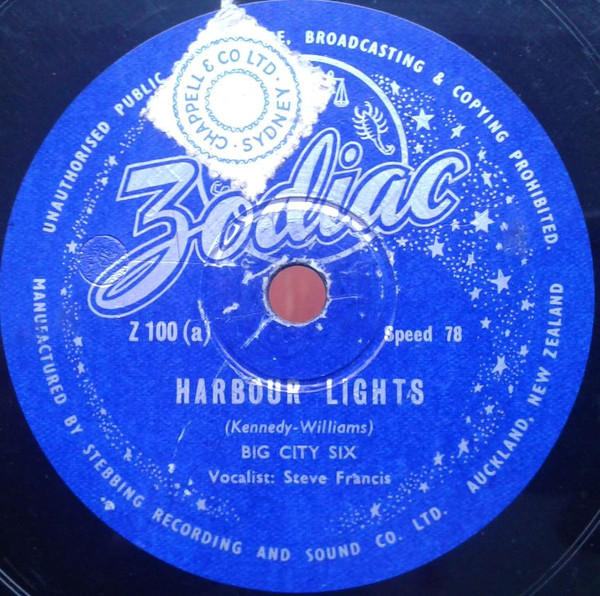 UNAUTHORISED PUBLIC BROADCASTING & COPYING PROHIBITED
CHAPPELL & CO LTD · SYDNEY ·
Zodiac
Z 100 (a)
Speed 78
HARBOUR LIGHTS
(Kennedy-Williams)
BIG CITY SIX
Vocalist: Steve Francis
MANUFACTURED BY STEBBING RECORDING AND SOUND CO. LTD. AUCKLAND, NEW ZEALAND